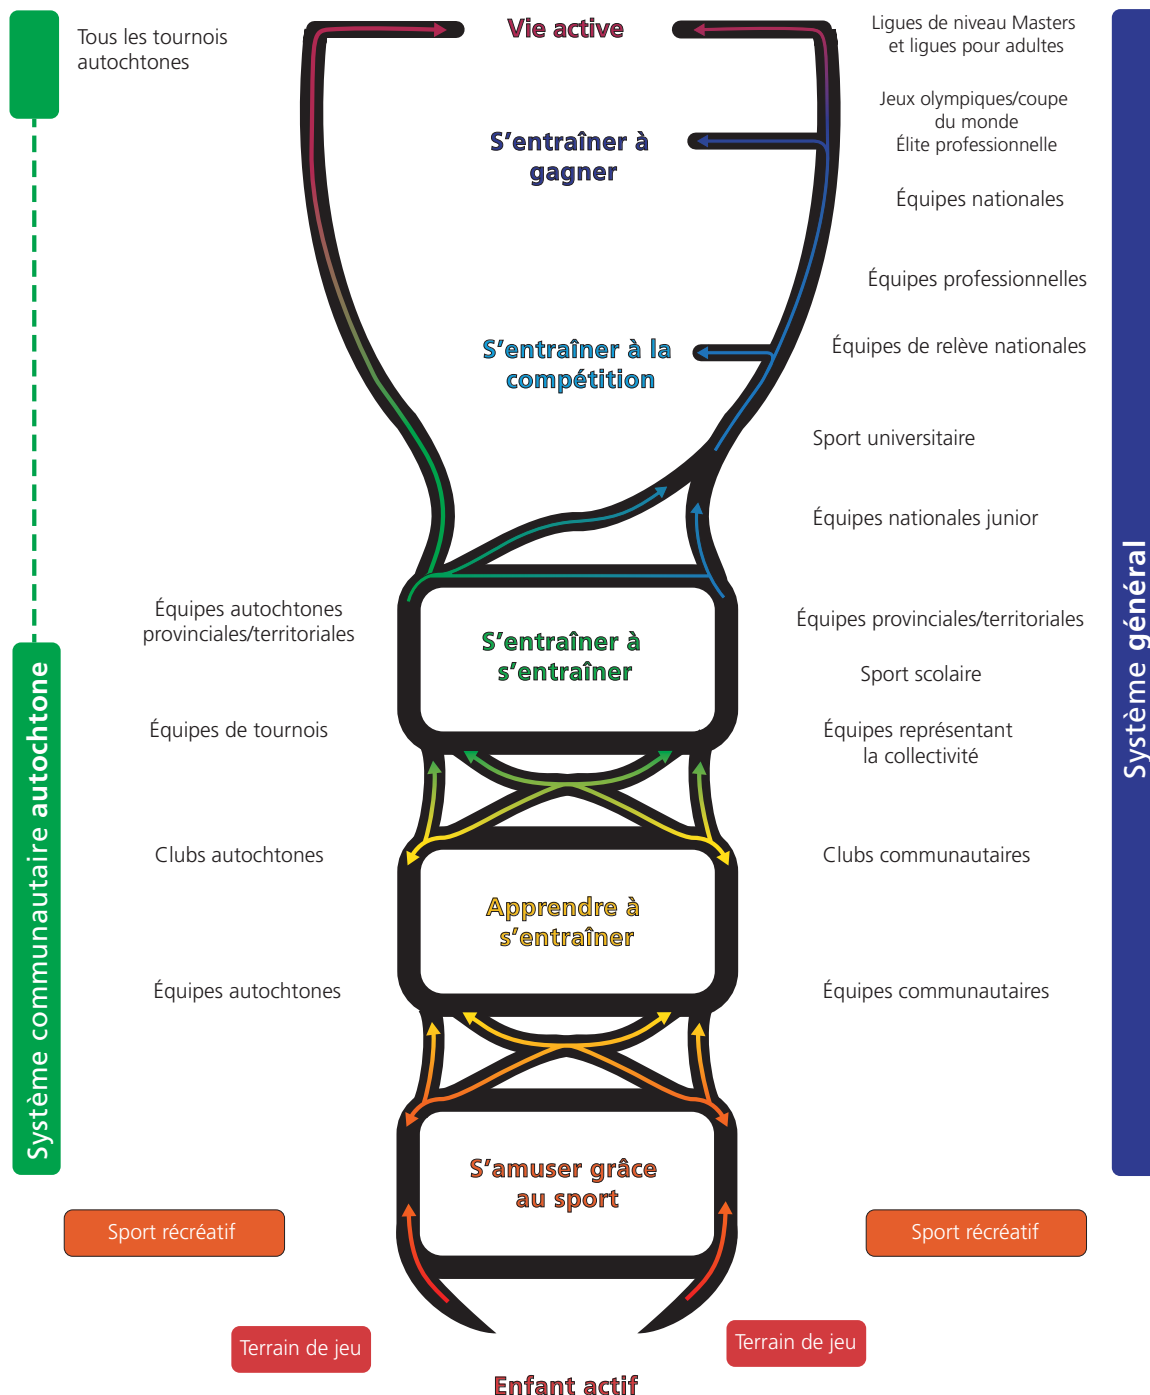 Tous les tournois
autochtones
Vie active
Ligues de niveau Masters
et ligues pour adultes
S'entraîner à
gagner
Jeux olympiques/coupe
du monde
Élite professionnelle
Équipes nationales
Équipes professionnelles
S'entraîner à la
compétition
Équipes de relève nationales
Sport universitaire
Équipes nationales junior
Équipes autochtones
provinciales/territoriales
S'entraîner à
s'entraîner
Équipes provinciales/territoriales
Sport scolaire
Équipes de tournois
Équipes représentant
la collectivité
Clubs autochtones
Clubs communautaires
Apprendre à
s'entraîner
Équipes autochtones
Équipes communautaires
S'amuser grâce
au sport
Sport récréatif
Sport récréatif
Terrain de jeu
Terrain de jeu
Enfant actif
Système communautaire autochtone
Système général